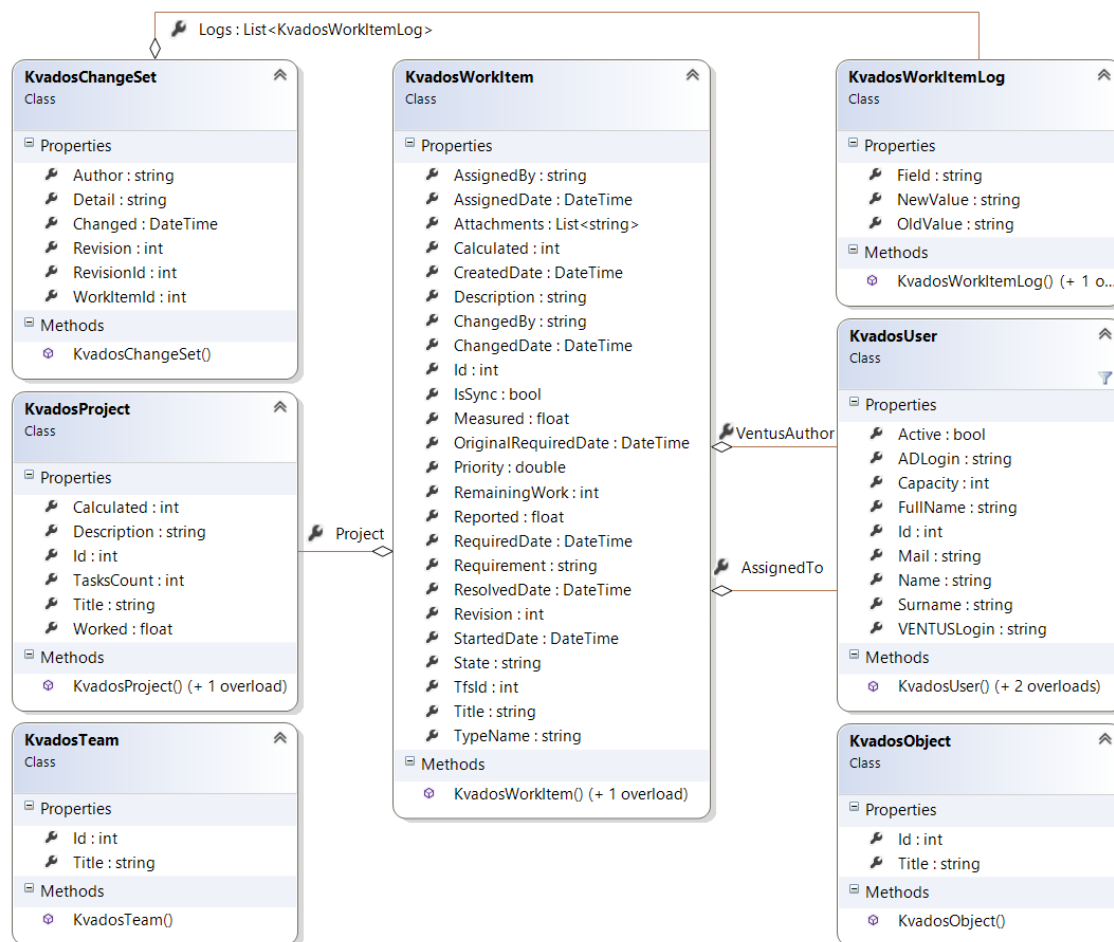 Logs : List<KvadosWorkItemLog>
KvadosChangeSet
Class
Properties
Author : string
Detail : string
Changed : DateTime
Revision : int
RevisionId : int
WorkItemId : int
Methods
KvadosChangeSet()
KvadosProject
Class
Properties
Calculated : int
Description : string
Id : int
TasksCount : int
Title : string
Worked : float
Methods
KvadosProject() (+ 1 overload)
KvadosTeam
Class
Properties
Id : int
Title : string
Methods
KvadosTeam()
Project
KvadosWorkItem
Class
Properties
AssignedBy : string
AssignedDate : DateTime
Attachments : List<string>
Calculated : int
CreatedDate : DateTime
Description : string
ChangedBy : string
ChangedDate : DateTime
Id : int
IsSync : bool
Measured : float
OriginalRequiredDate : DateTime
Priority : double
RemainingWork : int
Reported : float
RequiredDate : DateTime
Requirement : string
ResolvedDate : DateTime
Revision : int
StartedDate : DateTime
State : string
TfsId : int
Title : string
TypeName : string
Methods
KvadosWorkItem() (+ 1 overload)
VentusAuthor
AssignedTo
KvadosWorkItemLog
Class
Properties
Field : string
NewValue : string
OldValue : string
Methods
KvadosWorkItemLog() (+ 1 o...
KvadosUser
Class
Properties
Active : bool
ADLogin : string
Capacity : int
FullName : string
Id : int
Mail : string
Name : string
Surname : string
VENTUSLogin : string
Methods
KvadosUser() (+ 2 overloads)
KvadosObject
Class
Properties
Id : int
Title : string
Methods
KvadosObject()